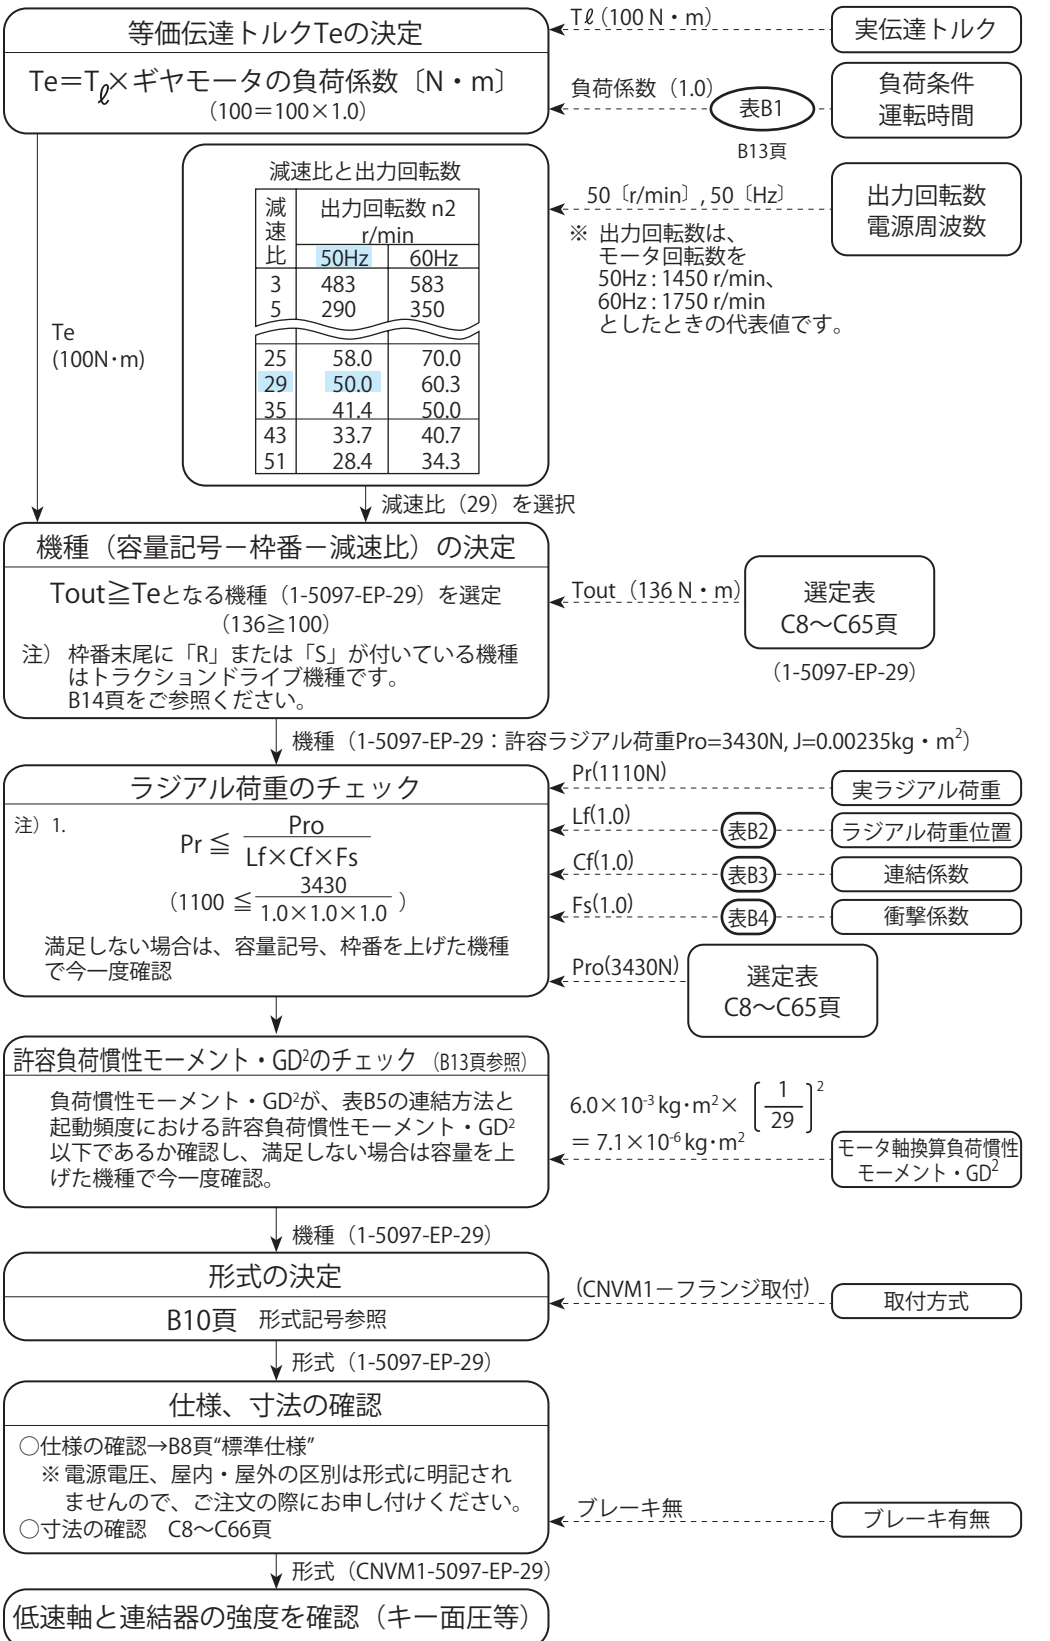 等価伝達トルクTeの決定
Te=Tℓ×ギヤモータの負荷係数〔N・m〕
(100=100×1.0)
Tℓ (100 N・m)
実伝達トルク
負荷係数（1.0）
表B1
B13頁
負荷条件
運転時間
減速比と出力回転数
減速比
出力回転数 n2
r/min
50Hz 60Hz
3 483 583
5 290 350
25 58.0 70.0
29 50.0 60.3
35 41.4 50.0
43 33.7 40.7
51 28.4 34.3
50〔r/min〕, 50〔Hz〕
出力回転数
電源周波数
※ 出力回転数は、
モータ回転数を
50Hz : 1450 r/min、
60Hz : 1750 r/min
としたときの代表値です。
Te
(100N・m)
減速比（29）を選択
機種（容量記号－枠番－減速比）の決定
Tout≧Teとなる機種（1-5097-EP-29）を選定
(136≧100)
注） 枠番末尾に「R」または「S」が付いている機種
はトラクションドライブ機種です。
B14頁をご参照ください。
Tout（136 N・m）
選定表
C8～C65頁
（1-5097-EP-29）
機種（1-5097-EP-29：許容ラジアル荷重Pro=3430N, J=0.00235kg・m²）
ラジアル荷重のチェック
注）1.
Pr ≦ Pro / Lf×Cf×Fs
（1100 ≦ 3430 / 1.0×1.0×1.0 ）
満足しない場合は、容量記号、枠番を上げた機種
で今一度確認
Pr(1110N)
実ラジアル荷重
Lf(1.0)
表B2
ラジアル荷重位置
Cf(1.0)
表B3
連結係数
Fs(1.0)
表B4
衝撃係数
Pro(3430N)
選定表
C8～C65頁
許容負荷慣性モーメント・GD²のチェック（B13頁参照）
負荷慣性モーメント・GD²が、表B5の連結方法と
起動頻度における許容負荷慣性モーメント・GD²
以下であるか確認し、満足しない場合は容量を上
げた機種で今一度確認。
6.0×10⁻³ kg・m²× [ 1 / 29 ]²
= 7.1×10⁻⁶ kg・m²
モータ軸換算負荷慣性
モーメント・GD²
機種（1-5097-EP-29）
形式の決定
B10頁 形式記号参照
(CNVM1－フランジ取付)
取付方式
形式（1-5097-EP-29）
仕様、寸法の確認
○仕様の確認→B8頁“標準仕様”
※電源電圧、屋内・屋外の区別は形式に明記され
ませんので、ご注文の際にお申し付けください。
○寸法の確認 C8～C66頁
ブレーキ無
ブレーキ有無
形式（CNVM1-5097-EP-29）
低速軸と連結器の強度を確認（キー面圧等）